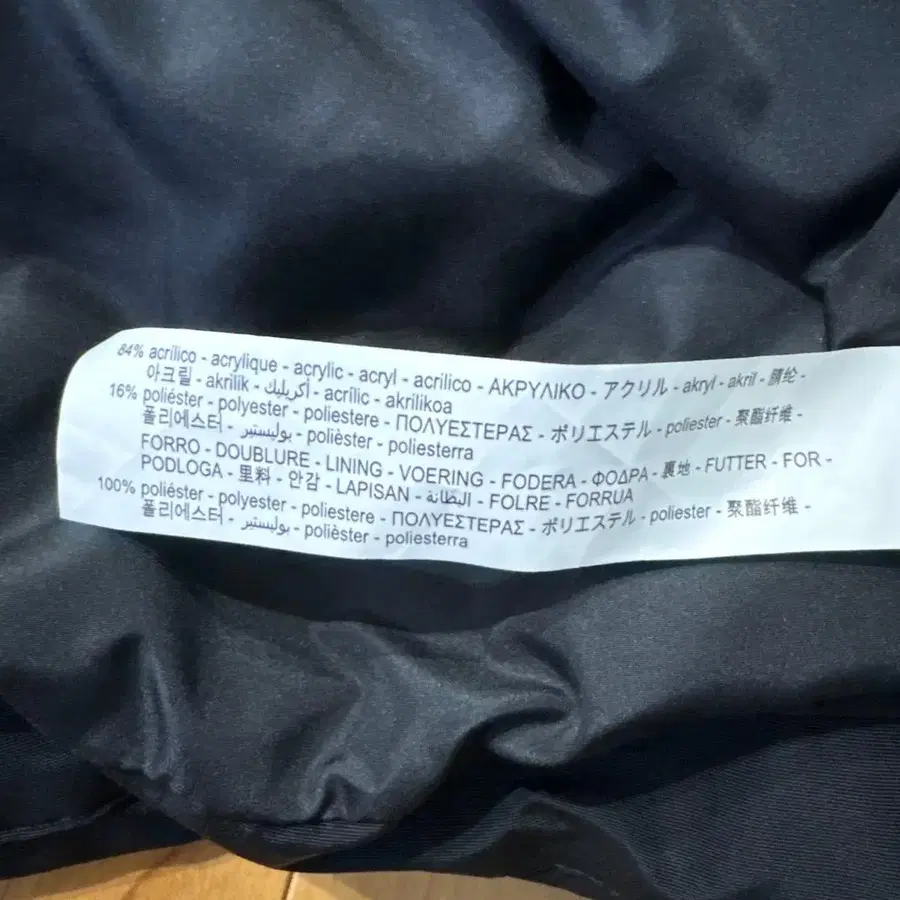 84% acrílico - acrylique - acrylic - acryl - acrilico - ΑΚΡΥΛΙΚΟ - アクリル - akryl - akril - 腈纶 -
아크릴 - akrilik - أكريليك - acrílic - akrilikoa
16% poliéster - polyester - poliestere - ΠΟΛΥΕΣΤΕΡΑΣ - ポリエステル - poliester - 聚酯纤维 -
폴리에스터 - بوليستير - polièster - poliesterra
FORRO - DOUBLURE - LINING - VOERING - FODERA - ΦΟΔΡΑ - 裏地 - FUTTER - FOR -
PODLOGA - 里料 - 안감 - LAPISAN - البطانة - FOLRE - FORRUA
100% poliéster - polyester - poliestere - ΠΟΛΥΕΣΤΕΡΑΣ - ポリエステル - poliester - 聚酯纤维 -
폴리에스터 - بوليستير - polièster - poliesterra